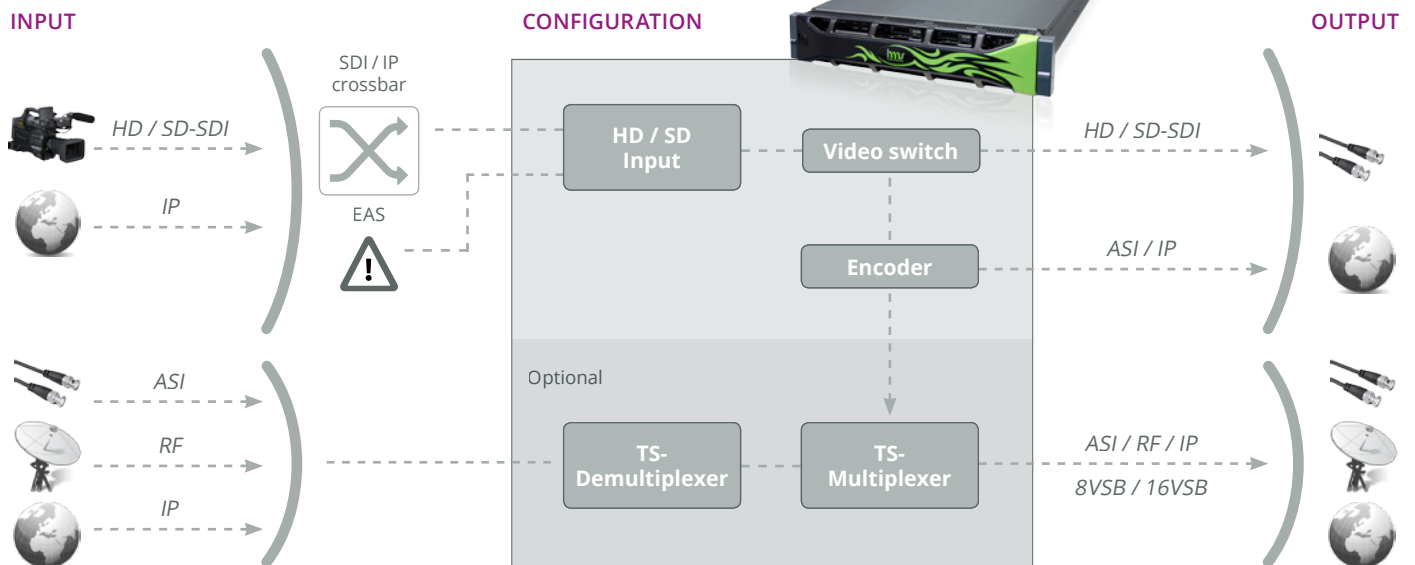 INPUT
CONFIGURATION
OUTPUT
hms
SDI / IP
crossbar
HD / SD-SDI
IP
EAS
!
HD / SD
Input
Video switch
Encoder
HD / SD-SDI
ASI / IP
ASI
RF
IP
Optional
TS-
Demultiplexer
TS-
Multiplexer
ASI / RF / IP
8VSB / 16VSB